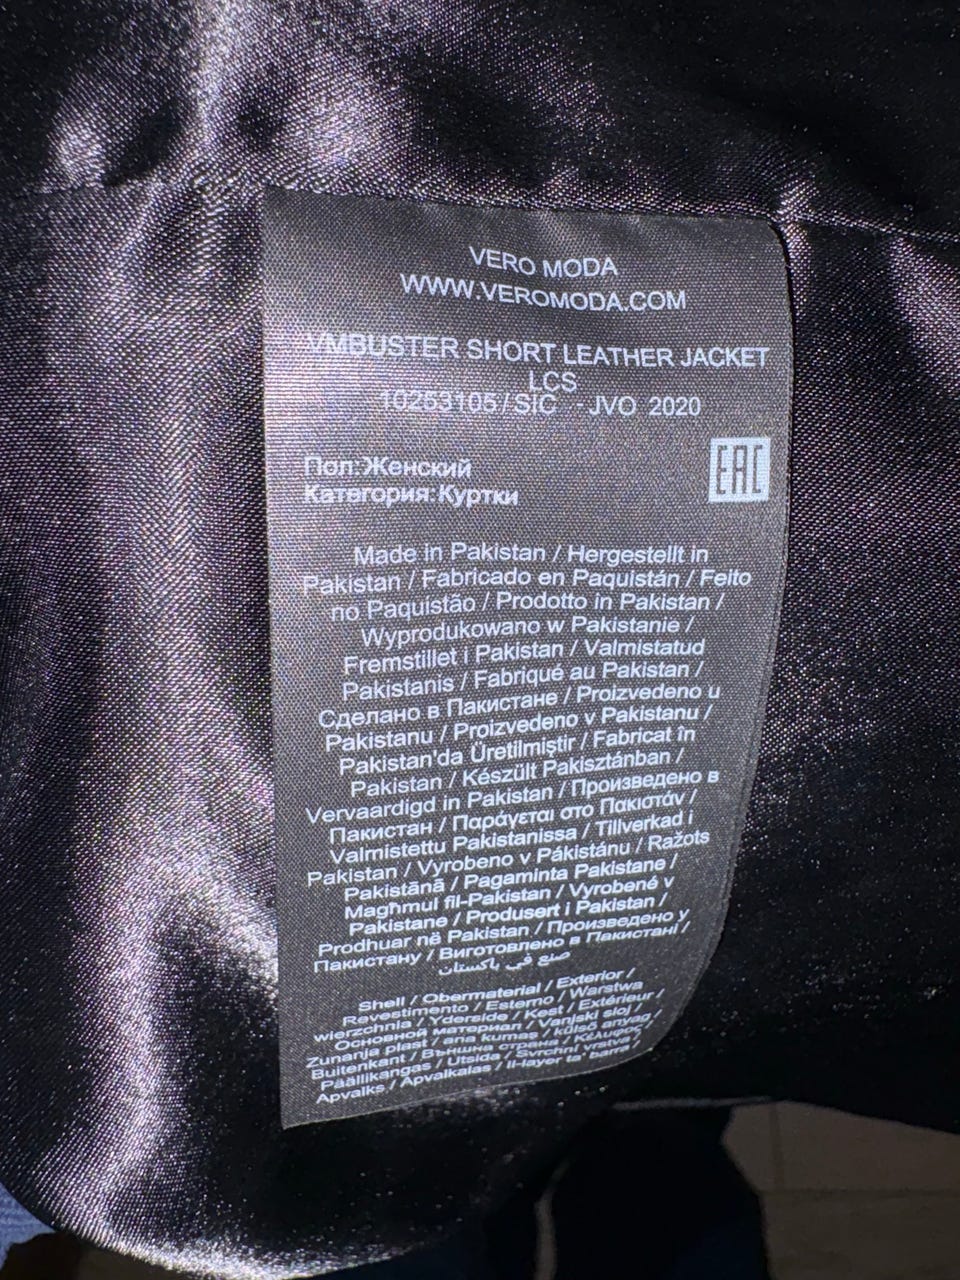 VERO MODA
WWW.VEROMODA.COM
VMBUSTER SHORT LEATHER JACKET
LCS
10253105/SIC - JVO 2020
EAC
Пол:Женский
Категория:Куртки
Made in Pakistan / Hergestellt in
Pakistan / Fabricado en Paquistán / Feito
no Paquistão / Prodotto in Pakistan /
Wyprodukowano w Pakistanie /
Fremstillet i Pakistan / Valmistatud
Pakistanis / Fabriqué au Pakistan /
Сделано в Пакистане / Proizvedeno u
Pakistanu / Proizvedeno v Pakistanu /
Pakistan'da Üretilmiştir / Fabricat în
Pakistan / Készült Pakisztánban /
Vervaardigd in Pakistan / Произведено в
Пакистан / Παράγεται στο Πακιστάν /
Valmistettu Pakistanissa / Tillverkad i
Pakistan / Vyrobeno v Pákistánu / Ražots
Pakistānā / Pagaminta Pakistane /
Magħmul fil-Pakistan / Vyrobené v
Pakistane / Produsert i Pakistan /
Prodhuar në Pakistan / Произведено у
Пакистану / Виготовлено в Пакистані /
صنع في باكستان
Shell / Obermaterial / Exterior /
Revestimento / Esterno / Warstwa
wierzchnia / Yderside / Kest / Extérieur /
Основной материал / Vanjski sloj /
Zunanja plast / ana kumaş / külső anyag
Buitenkant / Външна страна / Κέλυφος /
Päällikangas / Utsida / Svrchní vrstva /
Apvalks / Apvalkalas / Il-layer ta' barra /